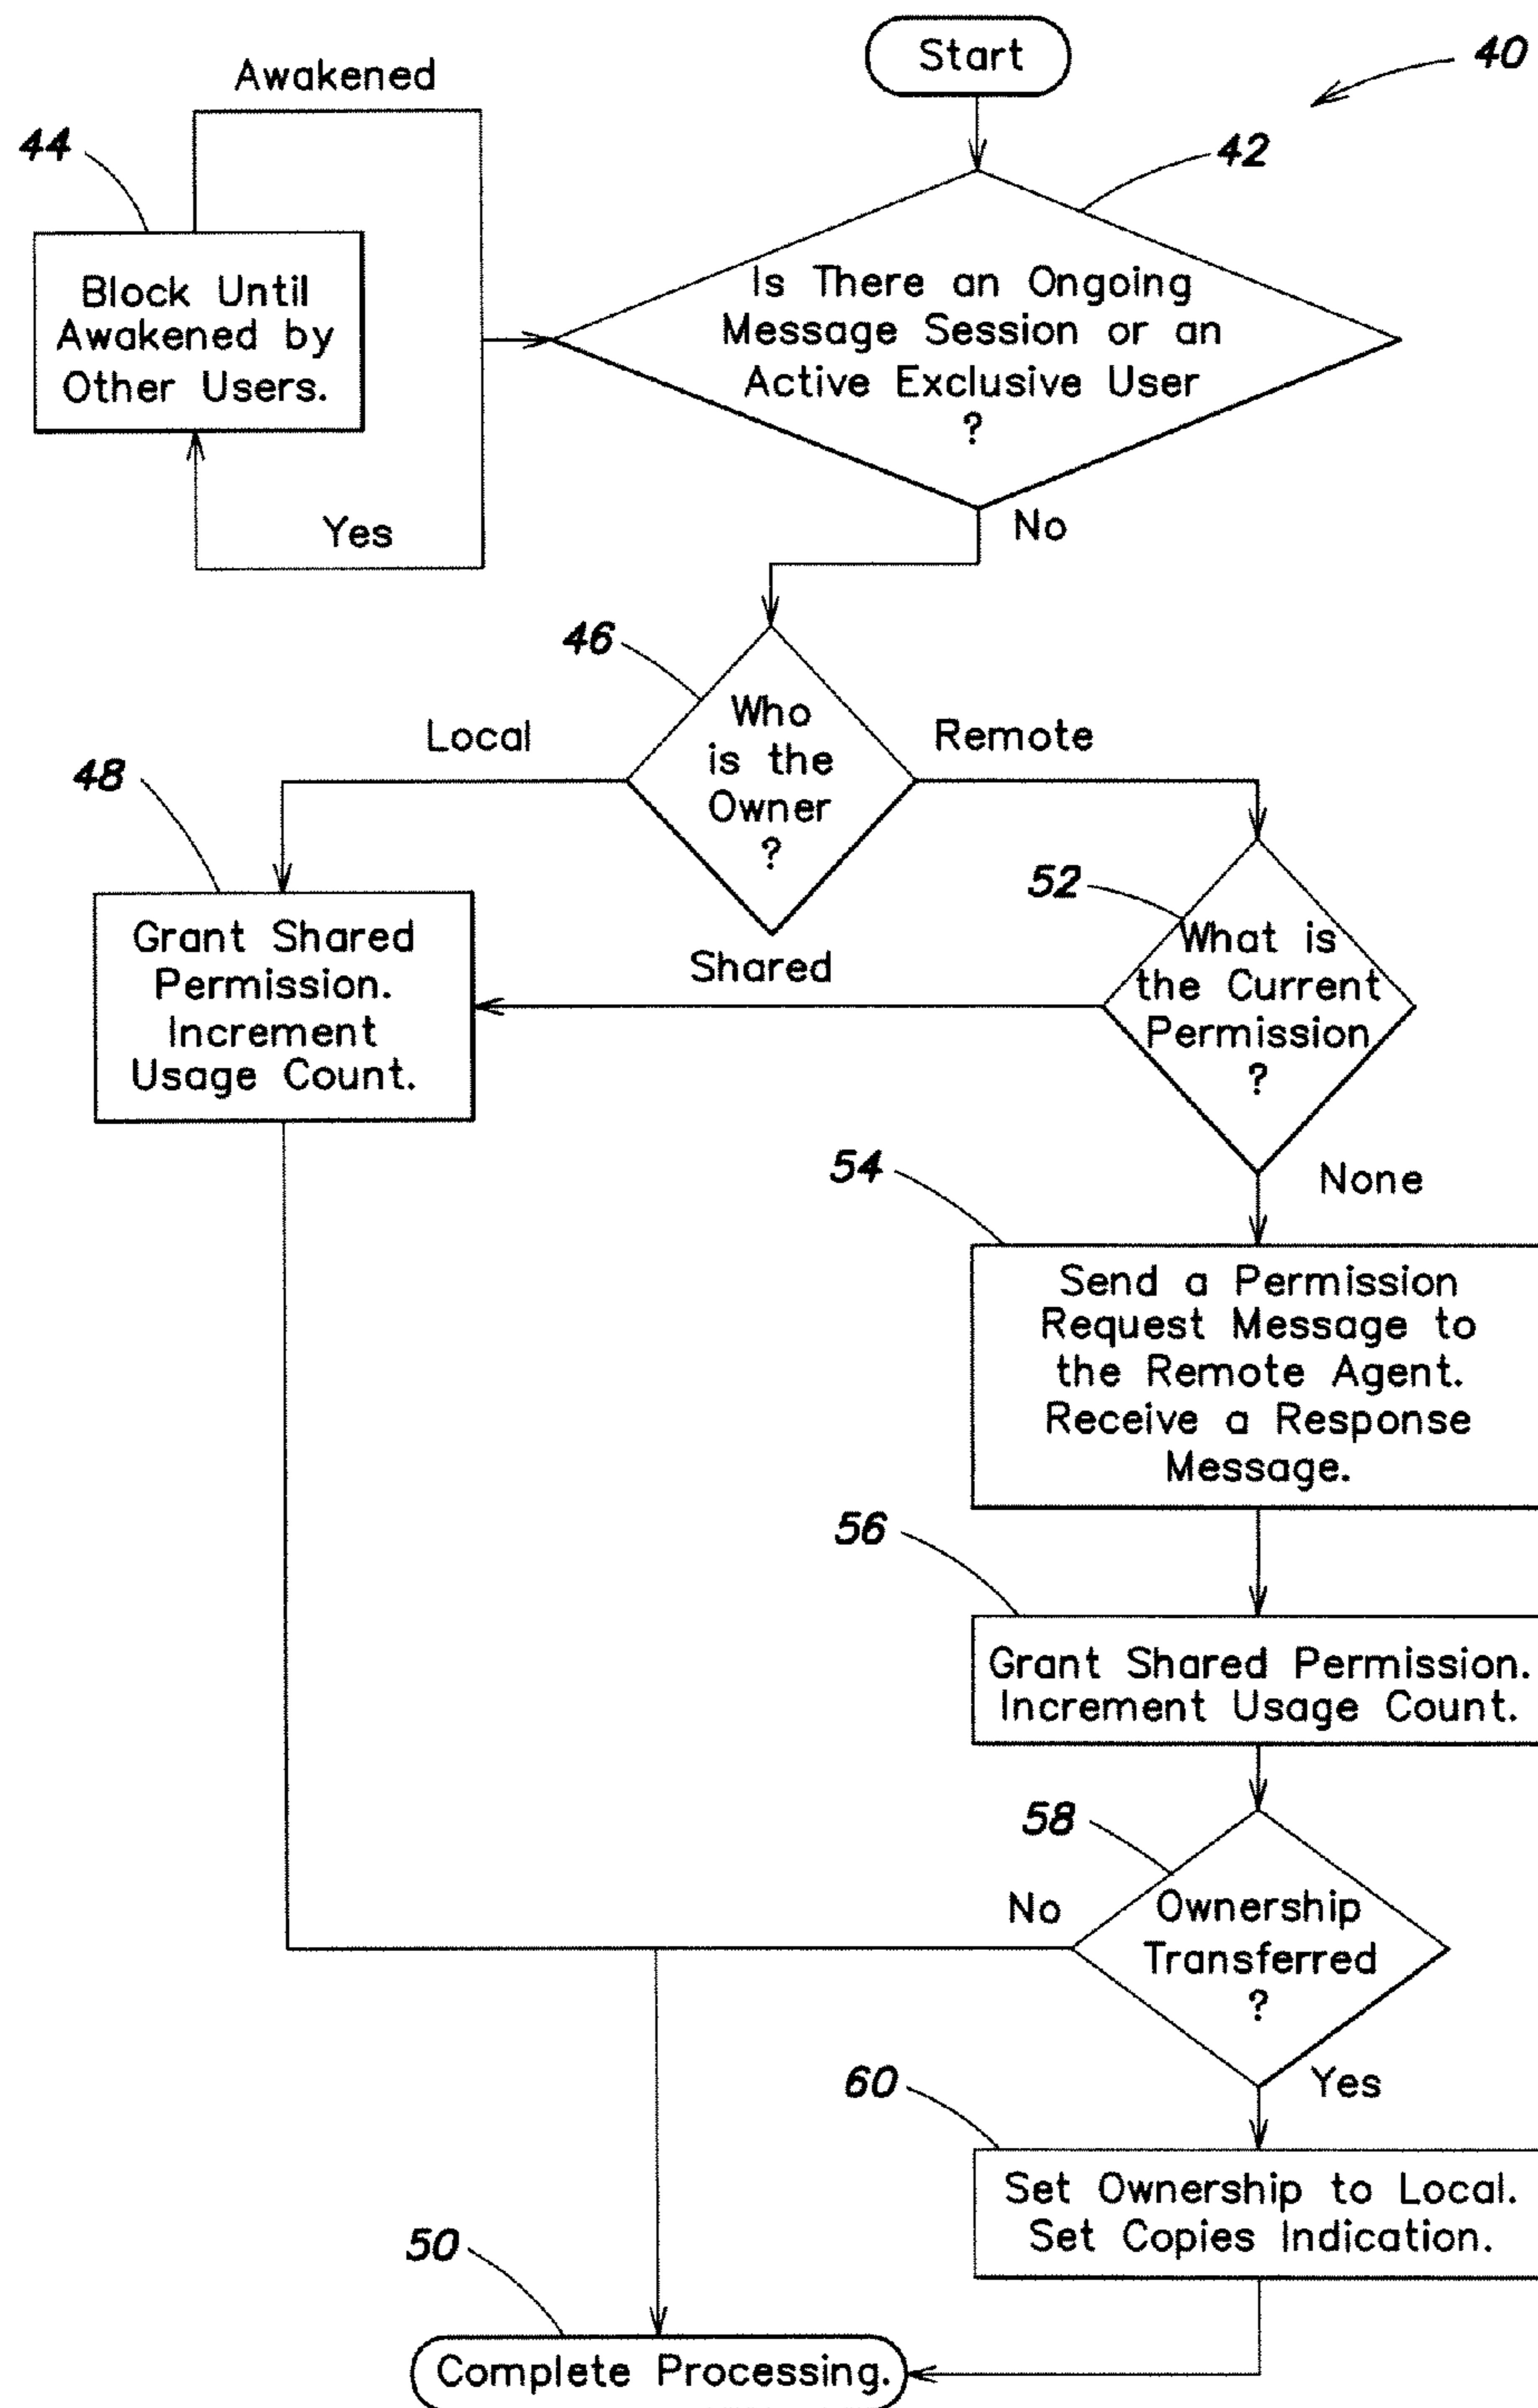 Start
40
Awakened
44
42
Block Until
Awakened by
Other Users.
Is There an Ongoing
Message Session or an
Active Exclusive User
?
Yes
No
46
Who
is the
Owner
?
Local
Remote
48
52
Grant Shared
Permission.
Increment
Usage Count.
Shared
What is
the Current
Permission
?
None
54
Send a Permission
Request Message to
the Remote Agent.
Receive a Response
Message.
56
Grant Shared Permission.
Increment Usage Count.
58
No
Ownership
Transferred
?
Yes
60
Set Ownership to Local.
Set Copies Indication.
50
Complete Processing.